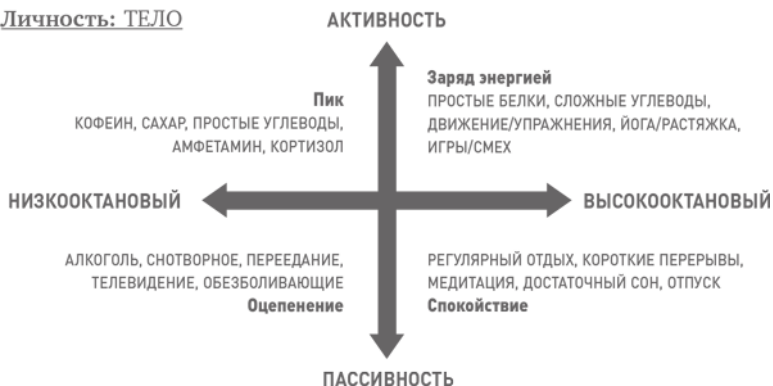 Личность: ТЕЛО
АКТИВНОСТЬ
Пик
КОФЕИН, САХАР, ПРОСТЫЕ УГЛЕВОДЫ,
АМФЕТАМИН, КОРТИЗОЛ
Заряд энергией
ПРОСТЫЕ БЕЛКИ, СЛОЖНЫЕ УГЛЕВОДЫ,
ДВИЖЕНИЕ/УПРАЖНЕНИЯ, ЙОГА/РАСТЯЖКА,
ИГРЫ/СМЕХ
НИЗКООКТАНОВЫЙ
ВЫСОКООКТАНОВЫЙ
АЛКОГОЛЬ, СНОТВОРНОЕ, ПЕРЕЕДАНИЕ,
ТЕЛЕВИДЕНИЕ, ОБЕЗБОЛИВАЮЩИЕ
Оцепенение
РЕГУЛЯРНЫЙ ОТДЫХ, КОРОТКИЕ ПЕРЕРЫВЫ,
МЕДИТАЦИЯ, ДОСТАТОЧНЫЙ СОН, ОТПУСК
Спокойствие
ПАССИВНОСТЬ